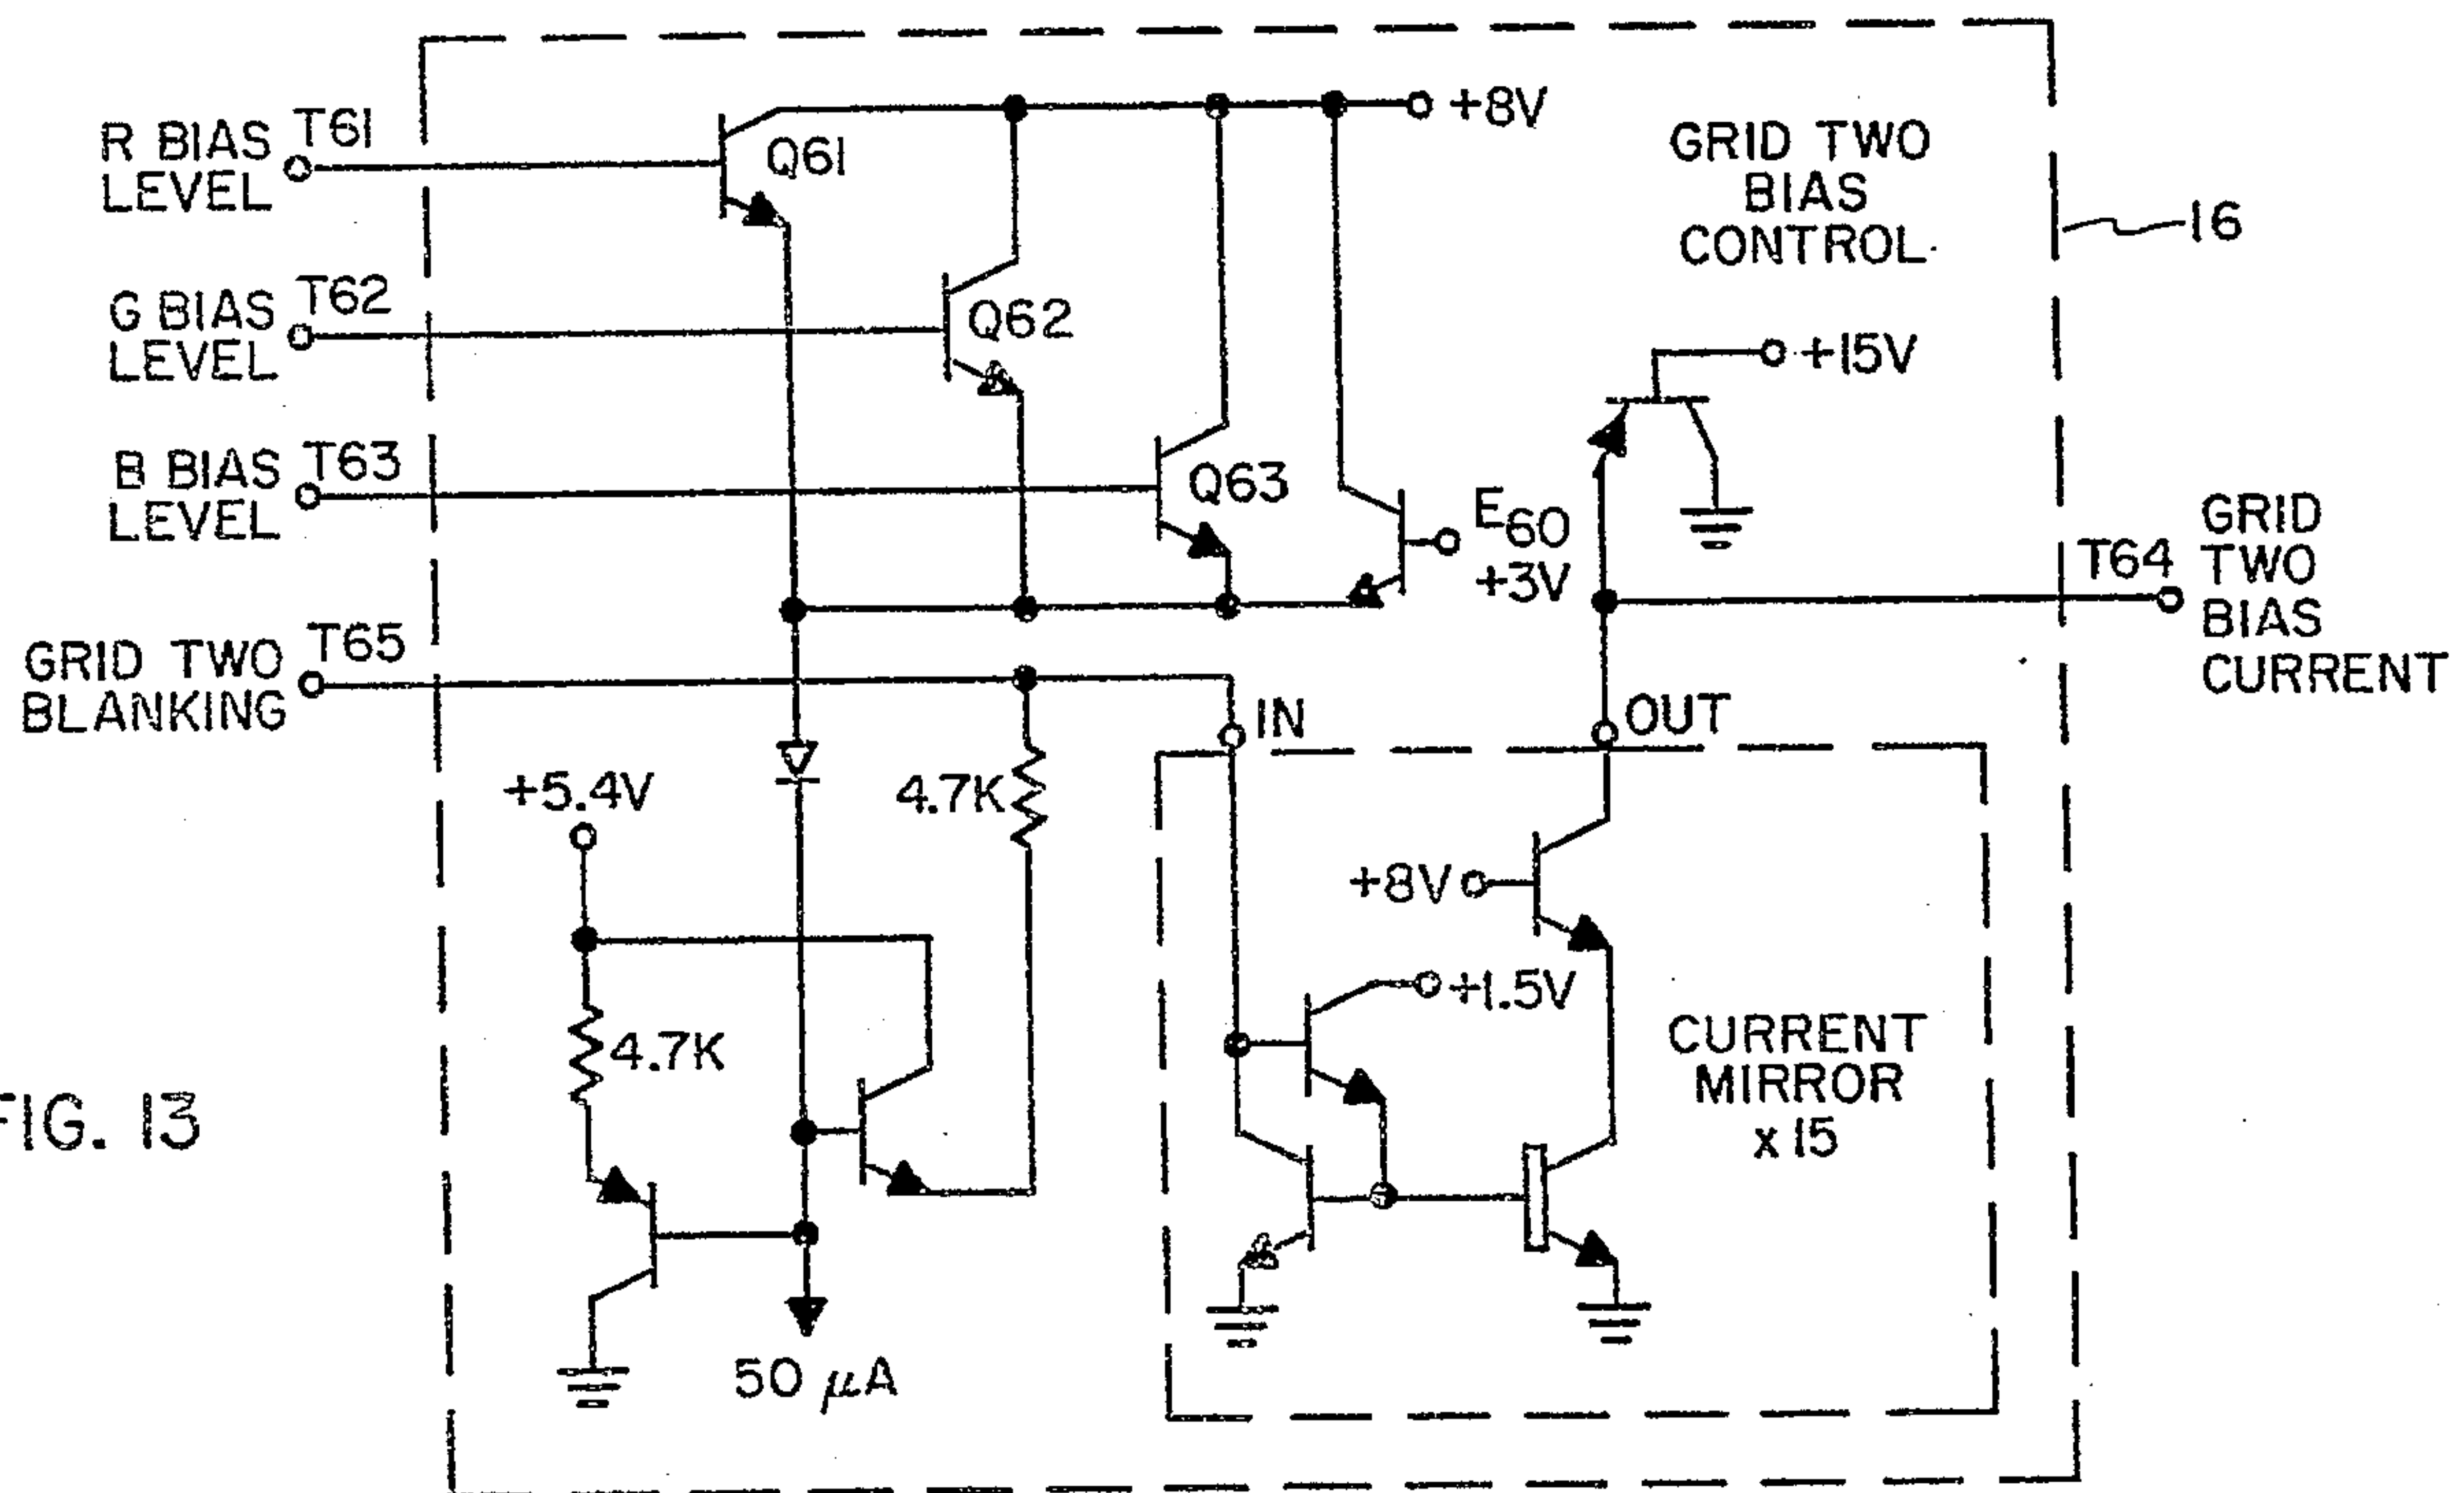 R BIAS
LEVEL
T61
Q61
+8V
GRID TWO
BIAS
CONTROL
16
G BIAS
LEVEL
T62
Q62
+15V
B BIAS
LEVEL
T63
Q63
E60
+3V
T64
GRID
TWO
BIAS
CURRENT
GRID TWO
BLANKING
T65
IN
OUT
+5.4V
4.7K
+8V
+1.5V
4.7K
CURRENT
MIRROR
x 15
FIG. 13
50 μA